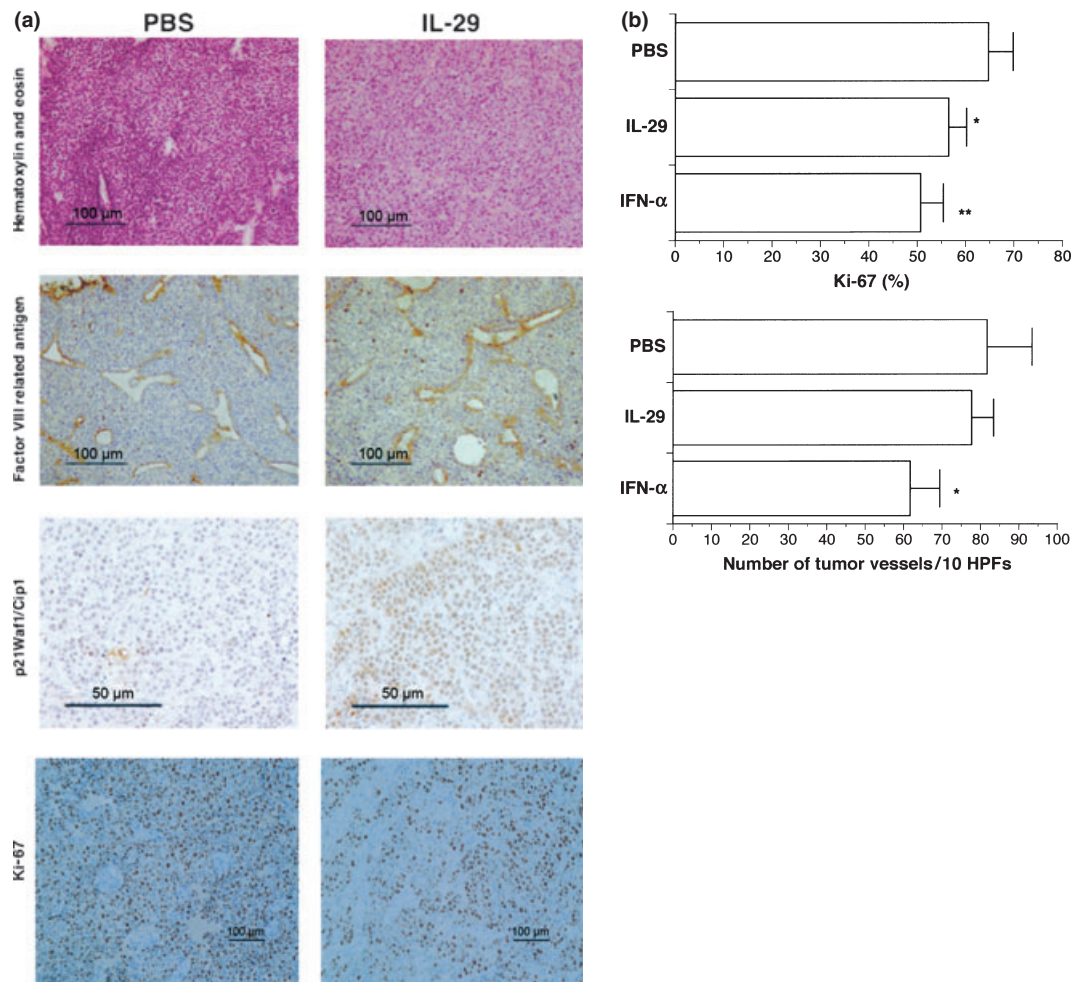 (a)
PBS
IL-29
Hematoxylin and eosin
100 µm
100 µm
Factor VIII related antigen
100 µm
100 µm
p21Waf1/Cip1
50 µm
50 µm
Ki-67
100 µm
100 µm
(b)
PBS
IL-29
*
IFN-α
**
0 10 20 30 40 50 60 70 80
Ki-67 (%)
PBS
IL-29
IFN-α
*
0 10 20 30 40 50 60 70 80 90 100
Number of tumor vessels/10 HPFs